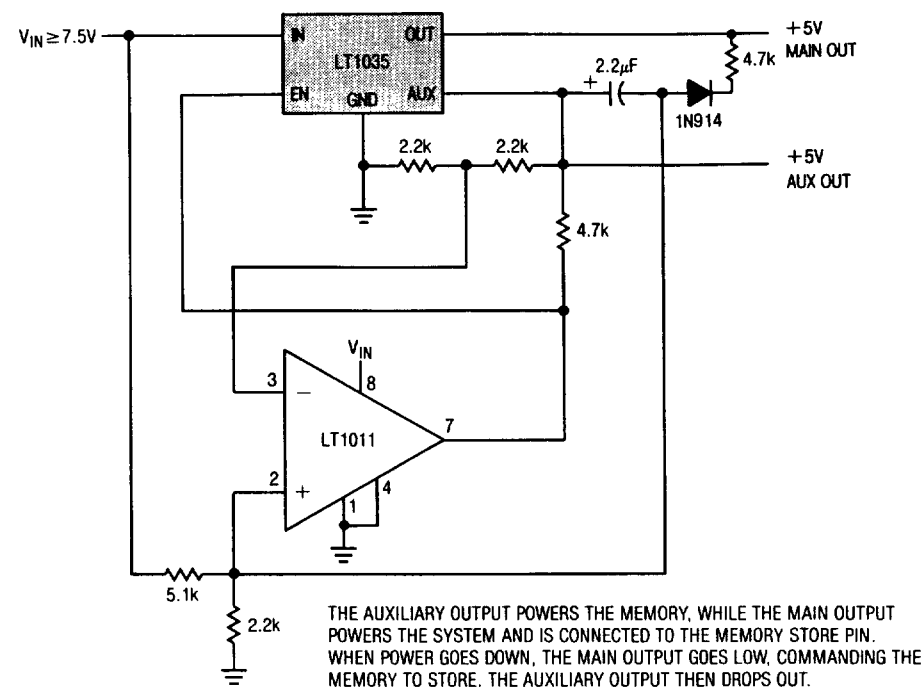 V_IN ≥ 7.5V
IN
OUT
LT1035
EN
GND
AUX
+5V
MAIN OUT
4.7k
2.2μF
+
1N914
2.2k
2.2k
+5V
AUX OUT
4.7k
V_IN
8
3
−
LT1011
7
2
+
4
1
5.1k
2.2k
THE AUXILIARY OUTPUT POWERS THE MEMORY, WHILE THE MAIN OUTPUT
POWERS THE SYSTEM AND IS CONNECTED TO THE MEMORY STORE PIN.
WHEN POWER GOES DOWN, THE MAIN OUTPUT GOES LOW, COMMANDING THE
MEMORY TO STORE. THE AUXILIARY OUTPUT THEN DROPS OUT.